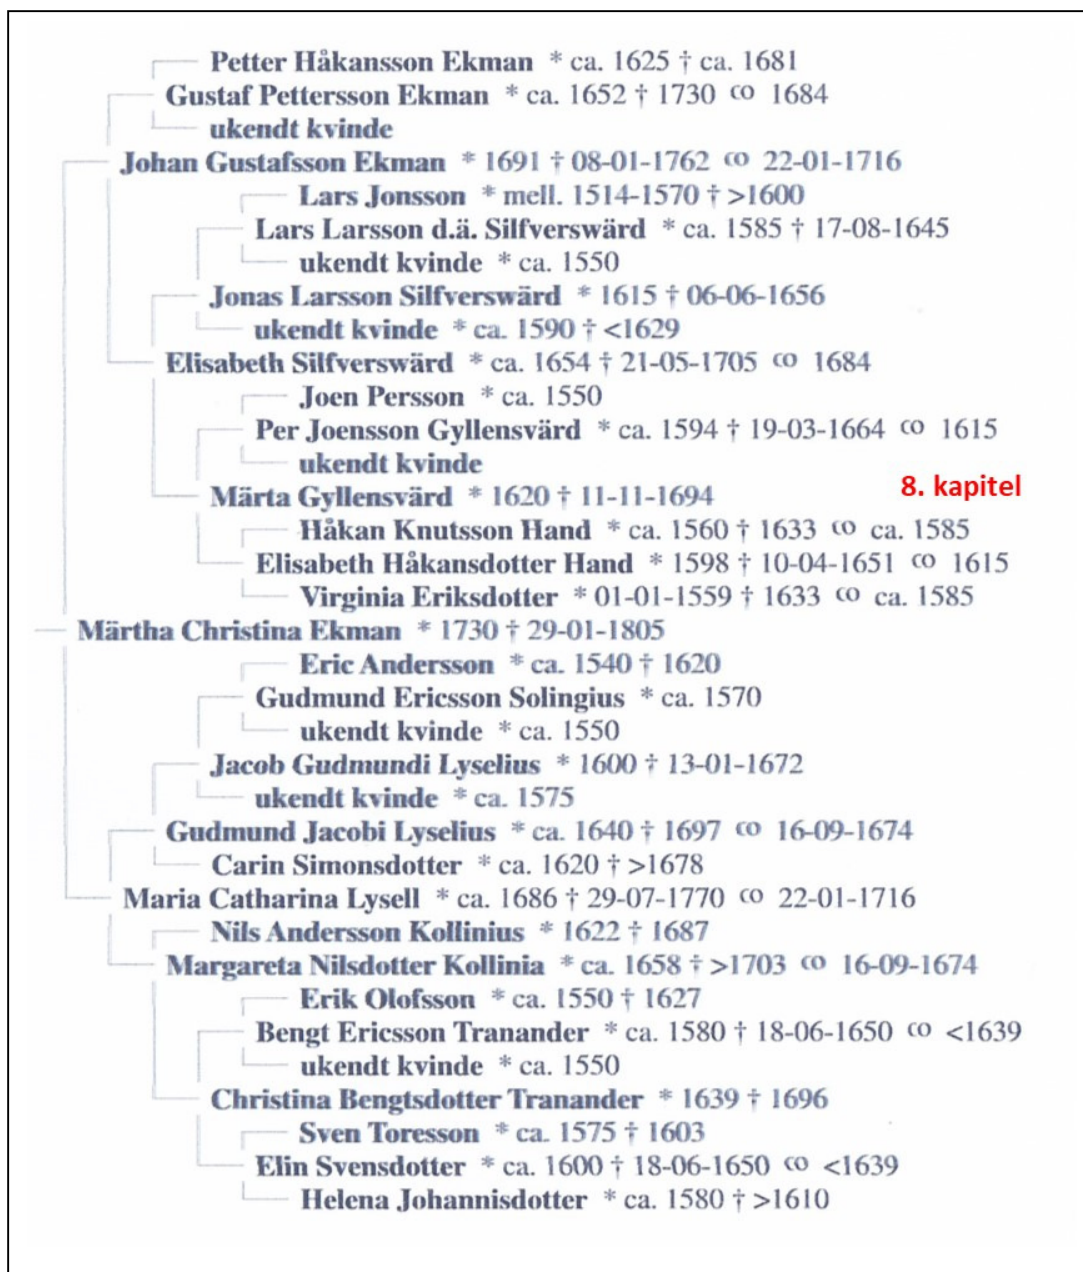 Petter Håkansson Ekman * ca. 1625 † ca. 1681
Gustaf Pettersson Ekman * ca. 1652 † 1730 ꝏ 1684
ukendt kvinde
Johan Gustafsson Ekman * 1691 † 08-01-1762 ꝏ 22-01-1716
Lars Jonsson * mell. 1514-1570 † >1600
Lars Larsson d.ä. Silfverswärd * ca. 1585 † 17-08-1645
ukendt kvinde * ca. 1550
Jonas Larsson Silfverswärd * 1615 † 06-06-1656
ukendt kvinde * ca. 1590 † <1629
Elisabeth Silfverswärd * ca. 1654 † 21-05-1705 ꝏ 1684
Joen Persson * ca. 1550
Per Joensson Gyllensvärd * ca. 1594 † 19-03-1664 ꝏ 1615
ukendt kvinde
Märta Gyllensvärd * 1620 † 11-11-1694
8. kapitel
Håkan Knutsson Hand * ca. 1560 † 1633 ꝏ ca. 1585
Elisabeth Håkansdotter Hand * 1598 † 10-04-1651 ꝏ 1615
Virginia Eriksdotter * 01-01-1559 † 1633 ꝏ ca. 1585
Märtha Christina Ekman * 1730 † 29-01-1805
Eric Andersson * ca. 1540 † 1620
Gudmund Ericsson Solingius * ca. 1570
ukendt kvinde * ca. 1550
Jacob Gudmundi Lyselius * 1600 † 13-01-1672
ukendt kvinde * ca. 1575
Gudmund Jacobi Lyselius * ca. 1640 † 1697 ꝏ 16-09-1674
Carin Simonsdotter * ca. 1620 † >1678
Maria Catharina Lysell * ca. 1686 † 29-07-1770 ꝏ 22-01-1716
Nils Andersson Kollinius * 1622 † 1687
Margareta Nilsdotter Kollinia * ca. 1658 † >1703 ꝏ 16-09-1674
Erik Olofsson * ca. 1550 † 1627
Bengt Ericsson Tranander * ca. 1580 † 18-06-1650 ꝏ <1639
ukendt kvinde * ca. 1550
Christina Bengtsdotter Tranander * 1639 † 1696
Sven Toresson * ca. 1575 † 1603
Elin Svensdotter * ca. 1600 † 18-06-1650 ꝏ <1639
Helena Johannisdotter * ca. 1580 † >1610